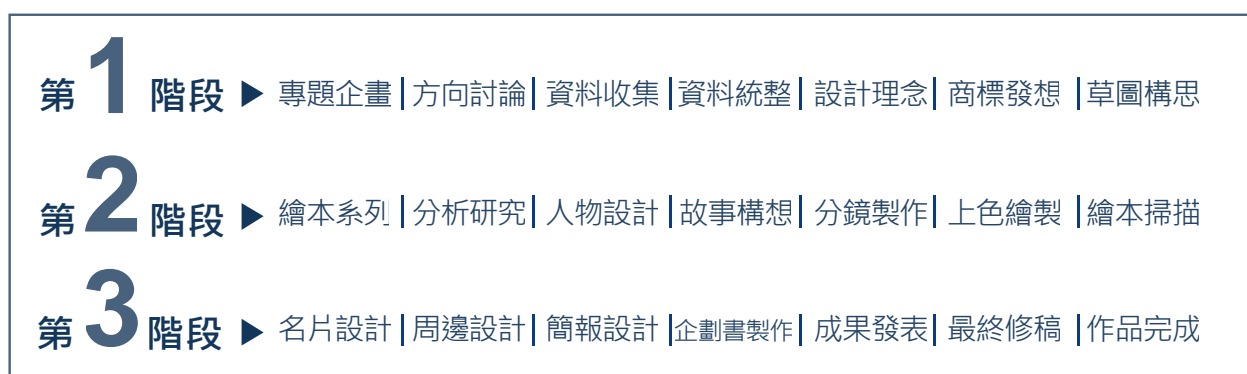 第1階段 ▶ 專題企畫|方向討論|資料收集|資料統整|設計理念|商標發想|草圖構思
第2階段 ▶ 繪本系列|分析研究|人物設計|故事構想|分鏡製作|上色繪製|繪本掃描
第3階段 ▶ 名片設計|周邊設計|簡報設計|企劃書製作|成果發表|最終修稿|作品完成